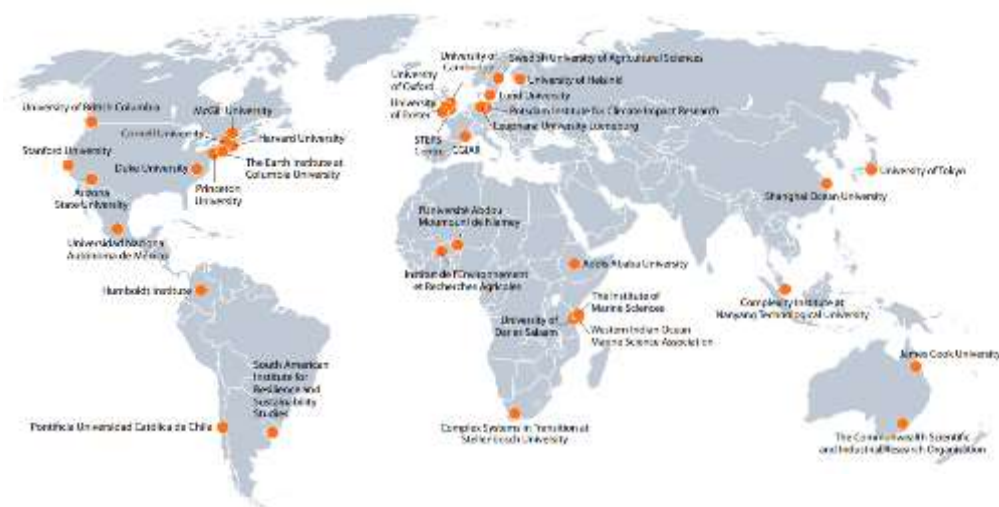 University of British Columbia
McGill University
Cornell University
Harvard University
Stanford University
Duke University
The Earth Institute at
Columbia University
Arizona
State University
Princeton
University
Universidad Nacional
Autónoma de México
Humboldt Institute
South American
Institute for
Resilience and
Sustainability
Studies
Pontificia Universidad Católica de Chila
University of
Cambridge
Swedish University of Agricultural Sciences
University
of Oxford
University of Helsinki
University
of Exeter
Lund University
Potsdam Institute for Climate Impact Research
Leuphana University Lueneburg
STEPS
Centre
CGIAR
l'Université Abdou
Moumouni de Niamey
Institut de l'Environnement
et Recherches Agricoles
Addis Ababa University
The Institute of
Marine Sciences
University of
Dar es Salaam
Western Indian Ocean
Marine Science Association
Complex Systems in Transition at
Stellenbosch University
University of Tokyo
Shanghai Ocean University
Complexity Institute at
Nanyang Technological University
James Cook University
The Commonwealth Scientific
and Industrial Research Organisation